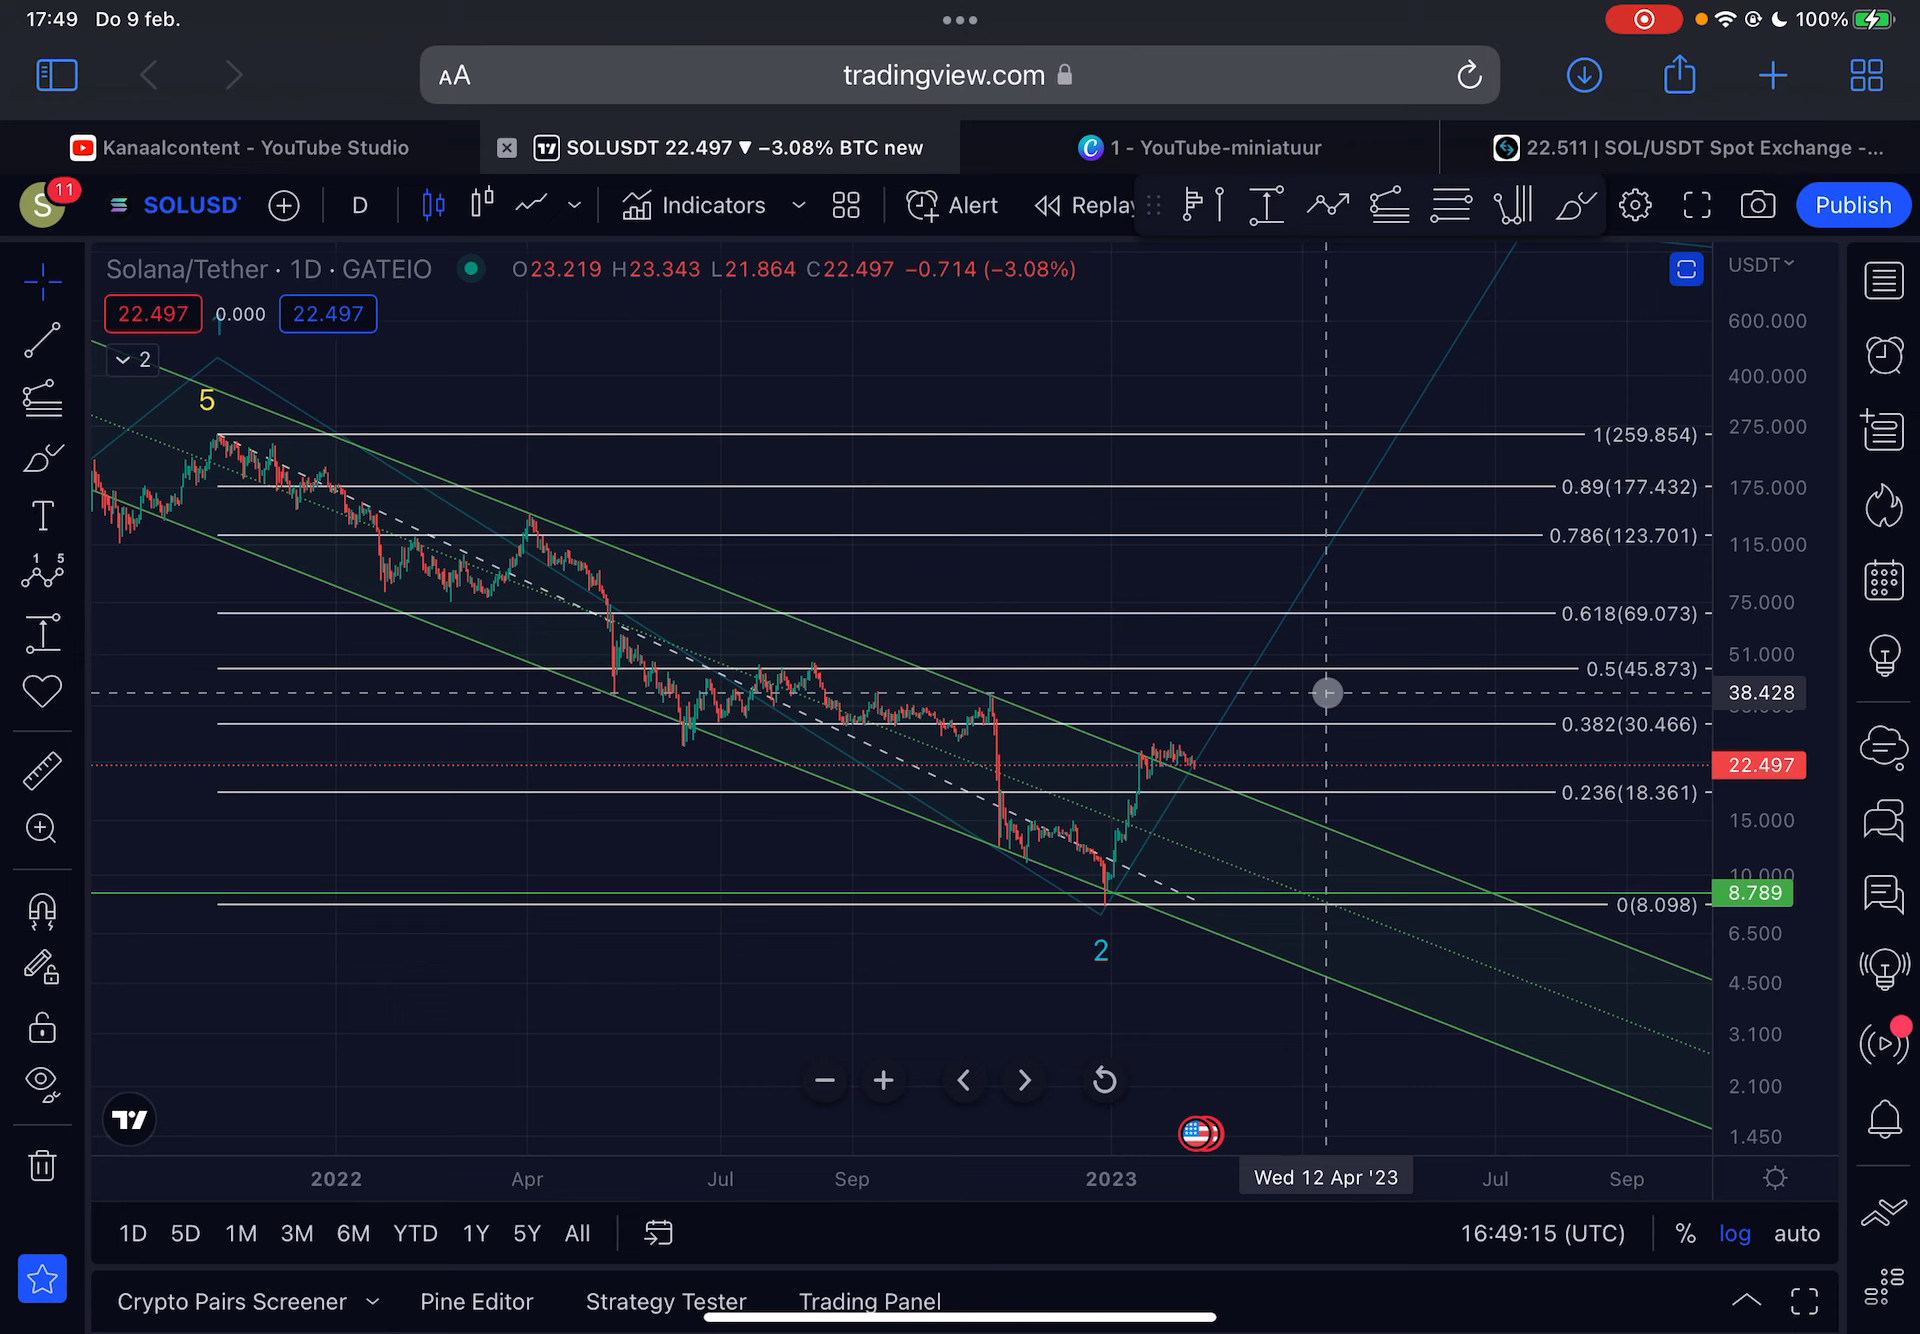 17:49 Do 9 feb.
100%
AA
tradingview.com
Kanaalcontent - YouTube Studio
SOLUSDT 22.497 ▼ −3.08% BTC new
1 - YouTube-miniatuur
22.511 | SOL/USDT Spot Exchange -...
S
11
SOLUSD
D
Indicators
Alert
Replay
Publish
Solana/Tether · 1D · GATEIO
O23.219 H23.343 L21.864 C22.497 −0.714 (−3.08%)
22.497
0.000
22.497
2
USDT
600.000
400.000
275.000
175.000
115.000
75.000
51.000
38.428
22.497
15.000
10.000
8.789
6.500
4.500
3.100
2.100
1.450
5
1(259.854)
0.89(177.432)
0.786(123.701)
0.618(69.073)
0.5(45.873)
0.382(30.466)
0.236(18.361)
0(8.098)
2
2022
Apr
Jul
Sep
2023
Wed 12 Apr '23
Jul
Sep
1D 5D 1M 3M 6M YTD 1Y 5Y All
16:49:15 (UTC)
%
log
auto
Crypto Pairs Screener
Pine Editor
Strategy Tester
Trading Panel